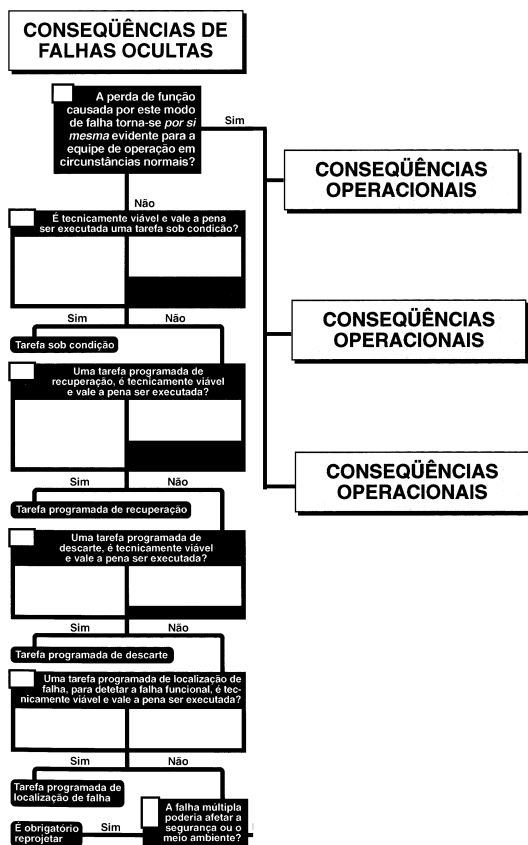 CONSEQÜÊNCIAS DE
FALHAS OCULTAS
A perda de função
causada por este modo
de falha torna-se por si
mesma evidente para a
equipe de operação em
circunstâncias normais?
Sim
CONSEQÜÊNCIAS
OPERACIONAIS
Não
É tecnicamente viável e vale a pena
ser executada uma tarefa sob condicão?
Sim
Não
Tarefa sob condição
CONSEQÜÊNCIAS
OPERACIONAIS
Uma tarefa programada de
recuperação, é tecnicamente viável
e vale a pena ser executada?
Sim
Não
Tarefa programada de recuperação
CONSEQÜÊNCIAS
OPERACIONAIS
Uma tarefa programada de
descarte, é tecnicamente viável
e vale a pena ser executada?
Sim
Não
Tarefa programada de descarte
Uma tarefa programada de localização de
falha, para detetar a falha funcional, é tec-
nicamente viável e vale a pena ser executada?
Sim
Não
Tarefa programada de
localização de falha
A falha múltipla
poderia afetar a
segurança ou o
meio ambiente?
Sim
É obrigatório
reprojetar